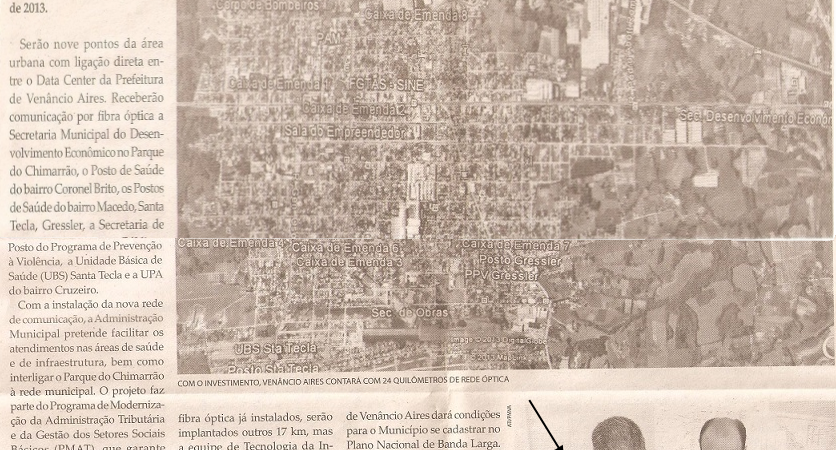 de 2013.
Serão nove pontos da área
urbana com ligação direta en-
tre o Data Center da Prefeitura
de Venâncio Aires. Receberão
comunicação por fibra óptica a
Secretaria Municipal do Desen-
volvimento Econômico no Parque
do Chimarrão, o Posto de Saúde
do bairro Coronel Brito, os Postos
de Saúde do bairro Macedo, Santa
Tecla, Gressler, a Secretaria de
Posto do Programa de Prevenção
à Violência, a Unidade Básica de
Saúde (UBS) Santa Tecla e a UPA
do bairro Cruzeiro.
Com a instalação da nova rede
de comunicação, a Administração
Municipal pretende facilitar os
atendimentos nas áreas de saúde
e de infraestrutura, bem como
interligar o Parque do Chimarrão
à rede municipal. O projeto faz
parte do Programa de Moderniza-
ção da Administração Tributária
e da Gestão dos Setores Sociais
Básicos (PMAT), que garante
Corpo de Bombeiros
Caixa de Emenda 8
PAM
Caixa de Emenda
FGTAS - SINE
Caixa de Emenda 2
Sala do Empreendedor
Sec. Desenvolvimento Econor
Caixa de Emenda 4
Caixa de Emenda 6
Caixa de Emenda 7
Caixa de Emenda 3
Posto Gressler
PPV Gressler
Sec de Obras
UBS Sta Tecla
Posto Sta Tecla
Image © 2013 DigitalGlobe
© 2013 MapLink
COM O INVESTIMENTO, VENÂNCIO AIRES CONTARÁ COM 24 QUILÔMETROS DE REDE ÓPTICA
fibra óptica já instalados, serão
implantados outros 17 km, mas
a equipe de Tecnologia da In-
de Venâncio Aires dará condições
para o Município se cadastrar no
Plano Nacional de Banda Larga.